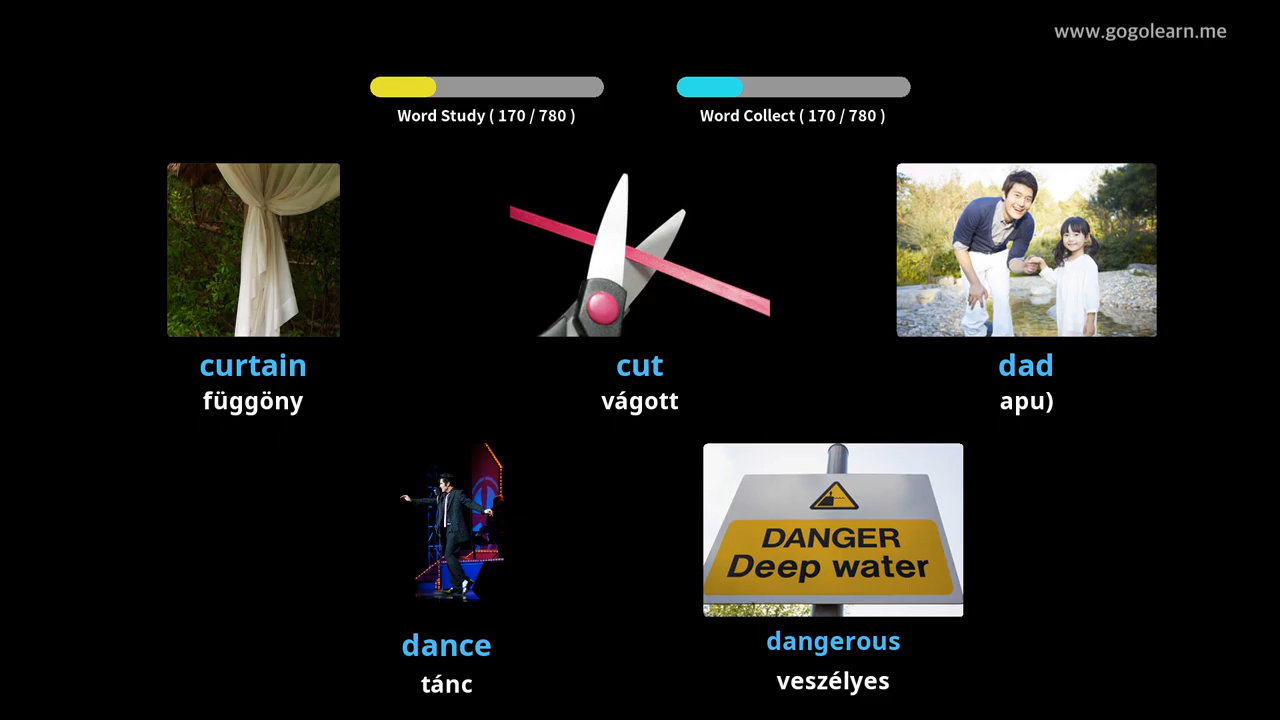 www.gogolearn.me
Word Study ( 170 / 780 )
Word Collect ( 170 / 780 )
curtain
függöny
cut
vágott
dad
apu)
DANGER
Deep water
dance
tánc
dangerous
veszélyes